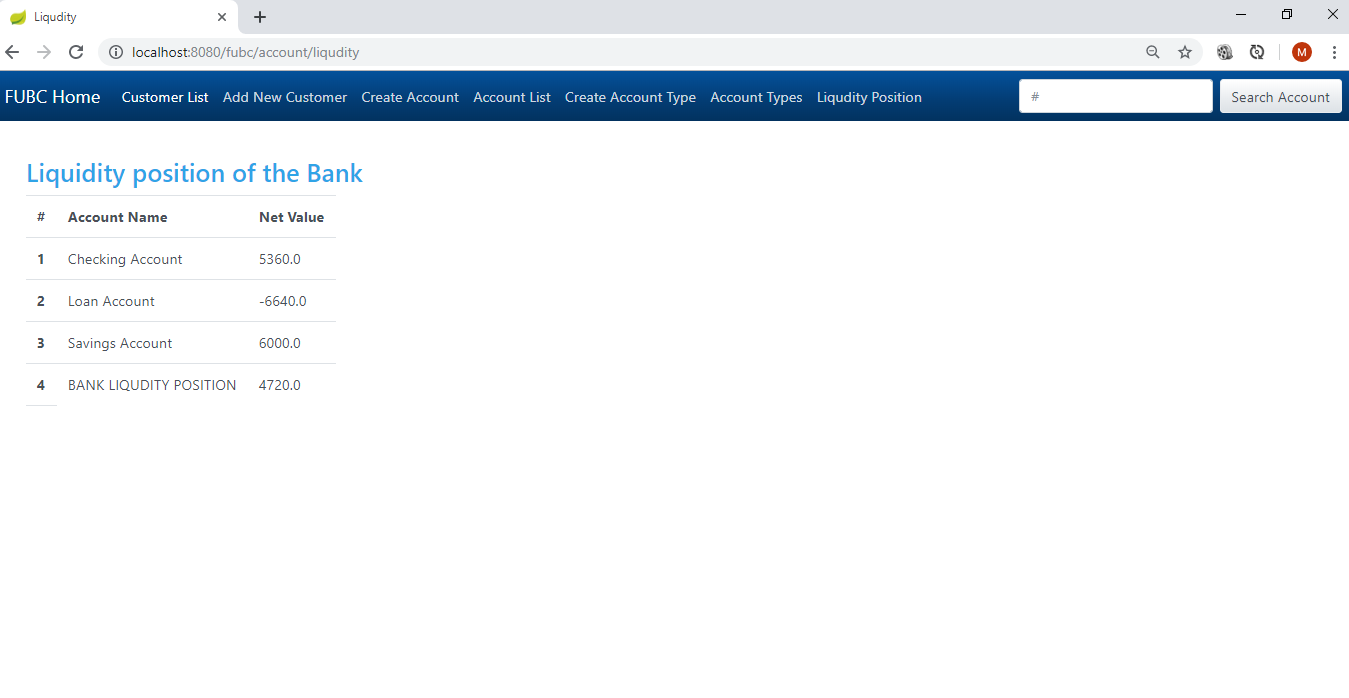 Liqudity
localhost:8080/fubc/account/liqudity
M
FUBC Home Customer List Add New Customer Create Account Account List Create Account Type Account Types Liqudity Position # Search Account
Liquidity position of the Bank
# Account Name Net Value
1 Checking Account 5360.0
2 Loan Account -6640.0
3 Savings Account 6000.0
4 BANK LIQUDITY POSITION 4720.0